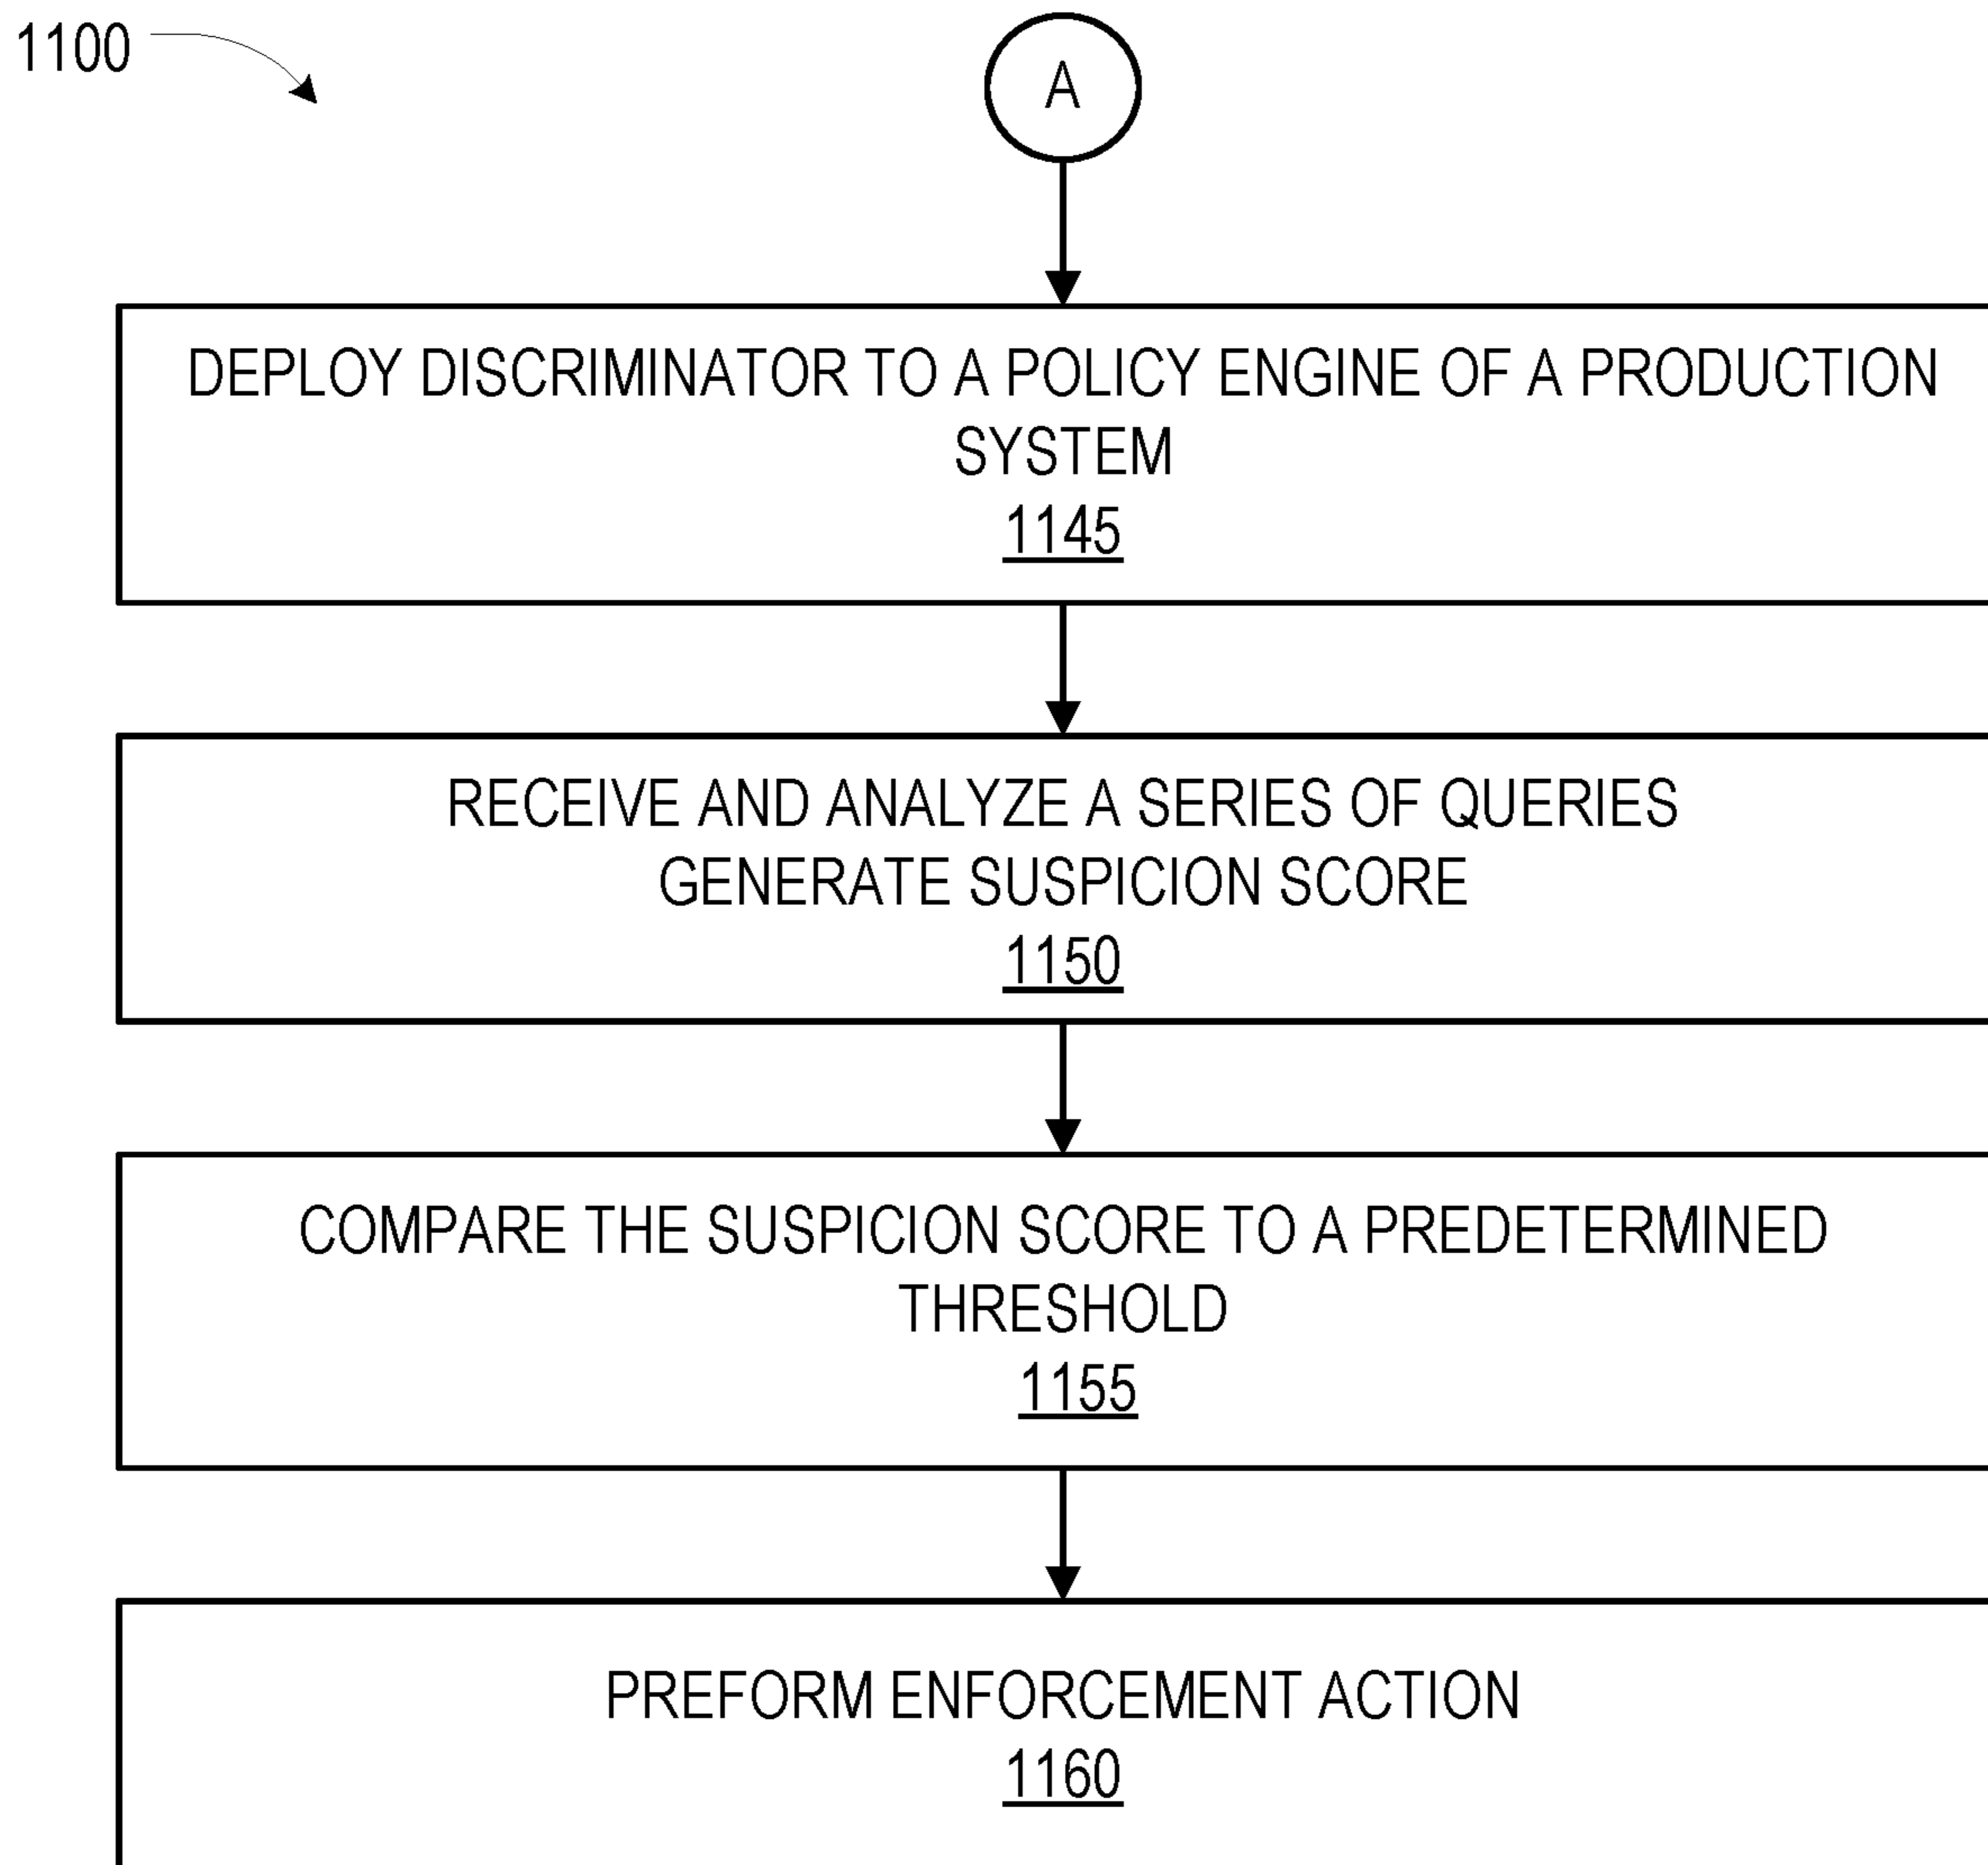 1100
A
DEPLOY DISCRIMINATOR TO A POLICY ENGINE OF A PRODUCTION
SYSTEM
1145
RECEIVE AND ANALYZE A SERIES OF QUERIES
GENERATE SUSPICION SCORE
1150
COMPARE THE SUSPICION SCORE TO A PREDETERMINED
THRESHOLD
1155
PREFORM ENFORCEMENT ACTION
1160